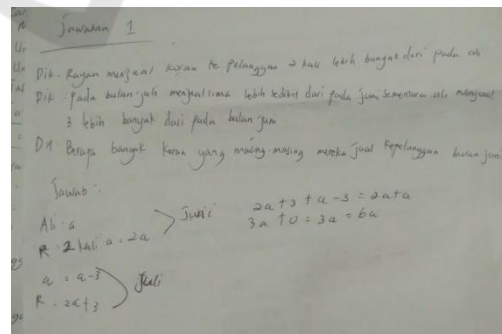 Jawaban 1
Dik. Rayan menjual koran ke pelanggan 2 kali lebih banyak dari pada ali
Dik. pada bulan juli menjual lima lebih sedikit dari pada juni sementara ali menjual
3 lebih banyak dari pada bulan juni
Dit Berapa banyak koran yang masing-masing mereka jual kepelanggan bulan juni
Jawab :
Ali = a
R = 2 kali a = 2a
Juni
a = a-3
R = 2a+3
Juli
2a+3+a-3=2a+a
3a+0=3a=6a